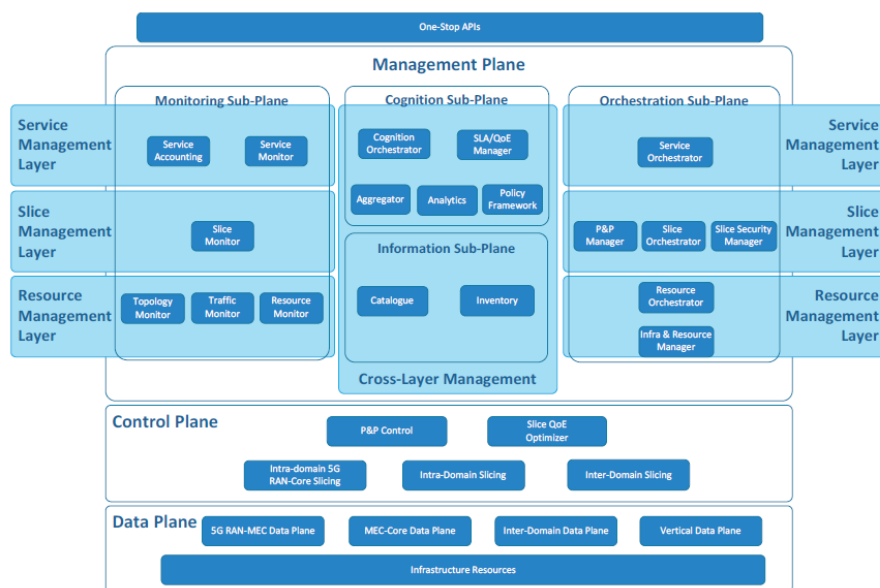 One-Stop APIs
Management Plane
Monitoring Sub-Plane
Cognition Sub-Plane
Orchestration Sub-Plane
Service
Management
Layer
Service
Accounting
Service
Monitor
Cognition
Orchestrator
SLA/QoE
Manager
Aggregator
Analytics
Policy
Framework
Service
Orchestrator
Service
Management
Layer
Slice
Management
Layer
Slice
Monitor
Information Sub-Plane
P&P
Manager
Slice
Orchestrator
Slice Security
Manager
Slice
Management
Layer
Resource
Management
Layer
Topology
Monitor
Traffic
Monitor
Resource
Monitor
Catalogue
Inventory
Resource
Orchestrator
Infra & Resource
Manager
Resource
Management
Layer
Cross-Layer Management
Control Plane
P&P Control
Slice QoE
Optimizer
Intra-domain 5G
RAN-Core Slicing
Intra-Domain Slicing
Inter-Domain Slicing
Data Plane
5G RAN-MEC Data Plane
MEC-Core Data Plane
Inter-Domain Data Plane
Vertical Data Plane
Infrastructure Resources